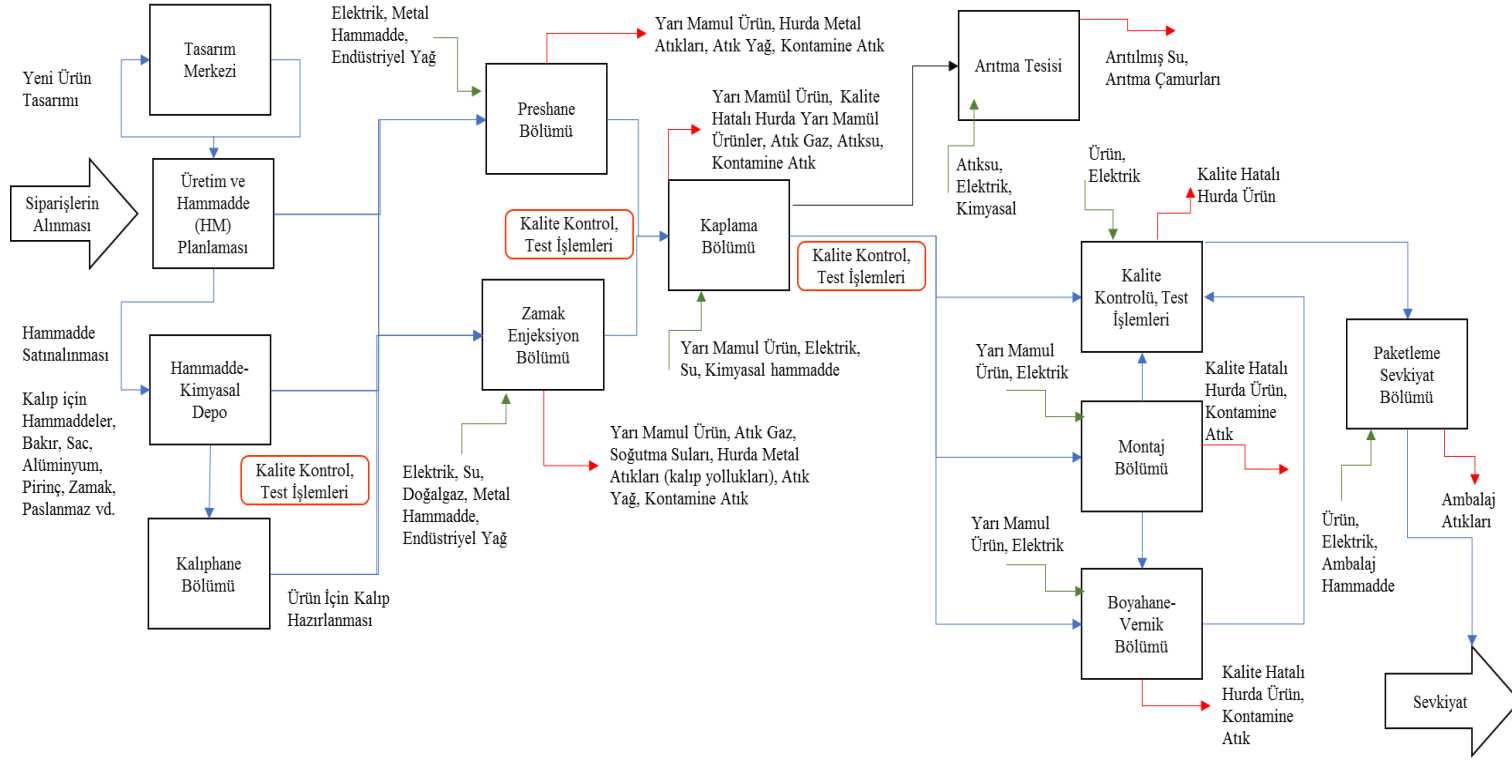 Tasarım
Merkezi
Yeni Ürün
Tasarımı
Siparişlerin
Alınması
Üretim ve
Hammadde
(HM)
Planlaması
Hammadde
Satınalınması
Hammadde-
Kimyasal
Depo
Kalıp için
Hammaddeler,
Bakır, Sac,
Alüminyum,
Pirinç, Zamak,
Paslanmaz vd.
Kalite Kontrol,
Test İşlemleri
Kalıphane
Bölümü
Ürün İçin Kalıp
Hazırlanması
Elektrik, Metal
Hammadde,
Endüstriyel Yağ
Yarı Mamul Ürün, Hurda Metal
Atıkları, Atık Yağ, Kontamine Atık
Preshane
Bölümü
Kalite Kontrol,
Test İşlemleri
Zamak
Enjeksiyon
Bölümü
Elektrik, Su,
Doğalgaz, Metal
Hammadde,
Endüstriyel Yağ
Yarı Mamul Ürün, Atık Gaz,
Soğutma Suları, Hurda Metal
Atıkları (kalıp yollukları), Atık
Yağ, Kontamine Atık
Yarı Mamül Ürün, Kalite
Hatalı Hurda Yarı Mamül
Ürünler, Atık Gaz, Atıksu,
Kontamine Atık
Kaplama
Bölümü
Kalite Kontrol,
Test İşlemleri
Yarı Mamul Ürün, Elektrik,
Su, Kimyasal hammadde
Arıtma Tesisi
Arıtılmış Su,
Arıtma Çamurları
Atıksu,
Elektrik,
Kimyasal
Ürün,
Elektrik
Kalite Hatalı
Hurda Ürün
Kalite
Kontrolü, Test
İşlemleri
Yarı Mamul
Ürün, Elektrik
Kalite Hatalı
Hurda Ürün,
Kontamine
Atık
Montaj
Bölümü
Yarı Mamul
Ürün, Elektrik
Boyahane-
Vernik
Bölümü
Kalite Hatalı
Hurda Ürün,
Kontamine
Atık
Paketleme
Sevkiyat
Bölümü
Ambalaj
Atıkları
Ürün,
Elektrik,
Ambalaj
Hammadde
Sevkiyat